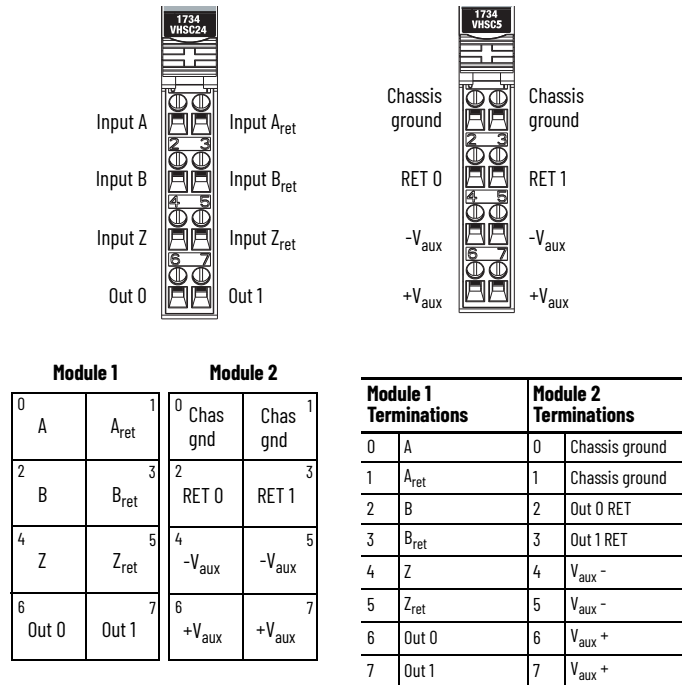 1734
VHSC24
Input A
Input Aret
2 3
Input B
Input Bret
4 5
Input Z
Input Zret
6 7
Out 0
Out 1
1734
VHSC5
Chassis
ground
Chassis
ground
2 3
RET 0
RET 1
4 5
-Vaux
-Vaux
6 7
+Vaux
+Vaux
Module 1
0 A
Aret 1
2 B
Bret 3
4 Z
Zret 5
6 Out 0
Out 1 7
Module 2
0 Chas
gnd
Chas 1
gnd
2 RET 0
RET 1 3
4 -Vaux
-Vaux 5
6 +Vaux
+Vaux 7
Module 1
Terminations
Module 2
Terminations
0 A 0 Chassis ground
1 Aret 1 Chassis ground
2 B 2 Out 0 RET
3 Bret 3 Out 1 RET
4 Z 4 Vaux -
5 Zret 5 Vaux -
6 Out 0 6 Vaux +
7 Out 1 7 Vaux +